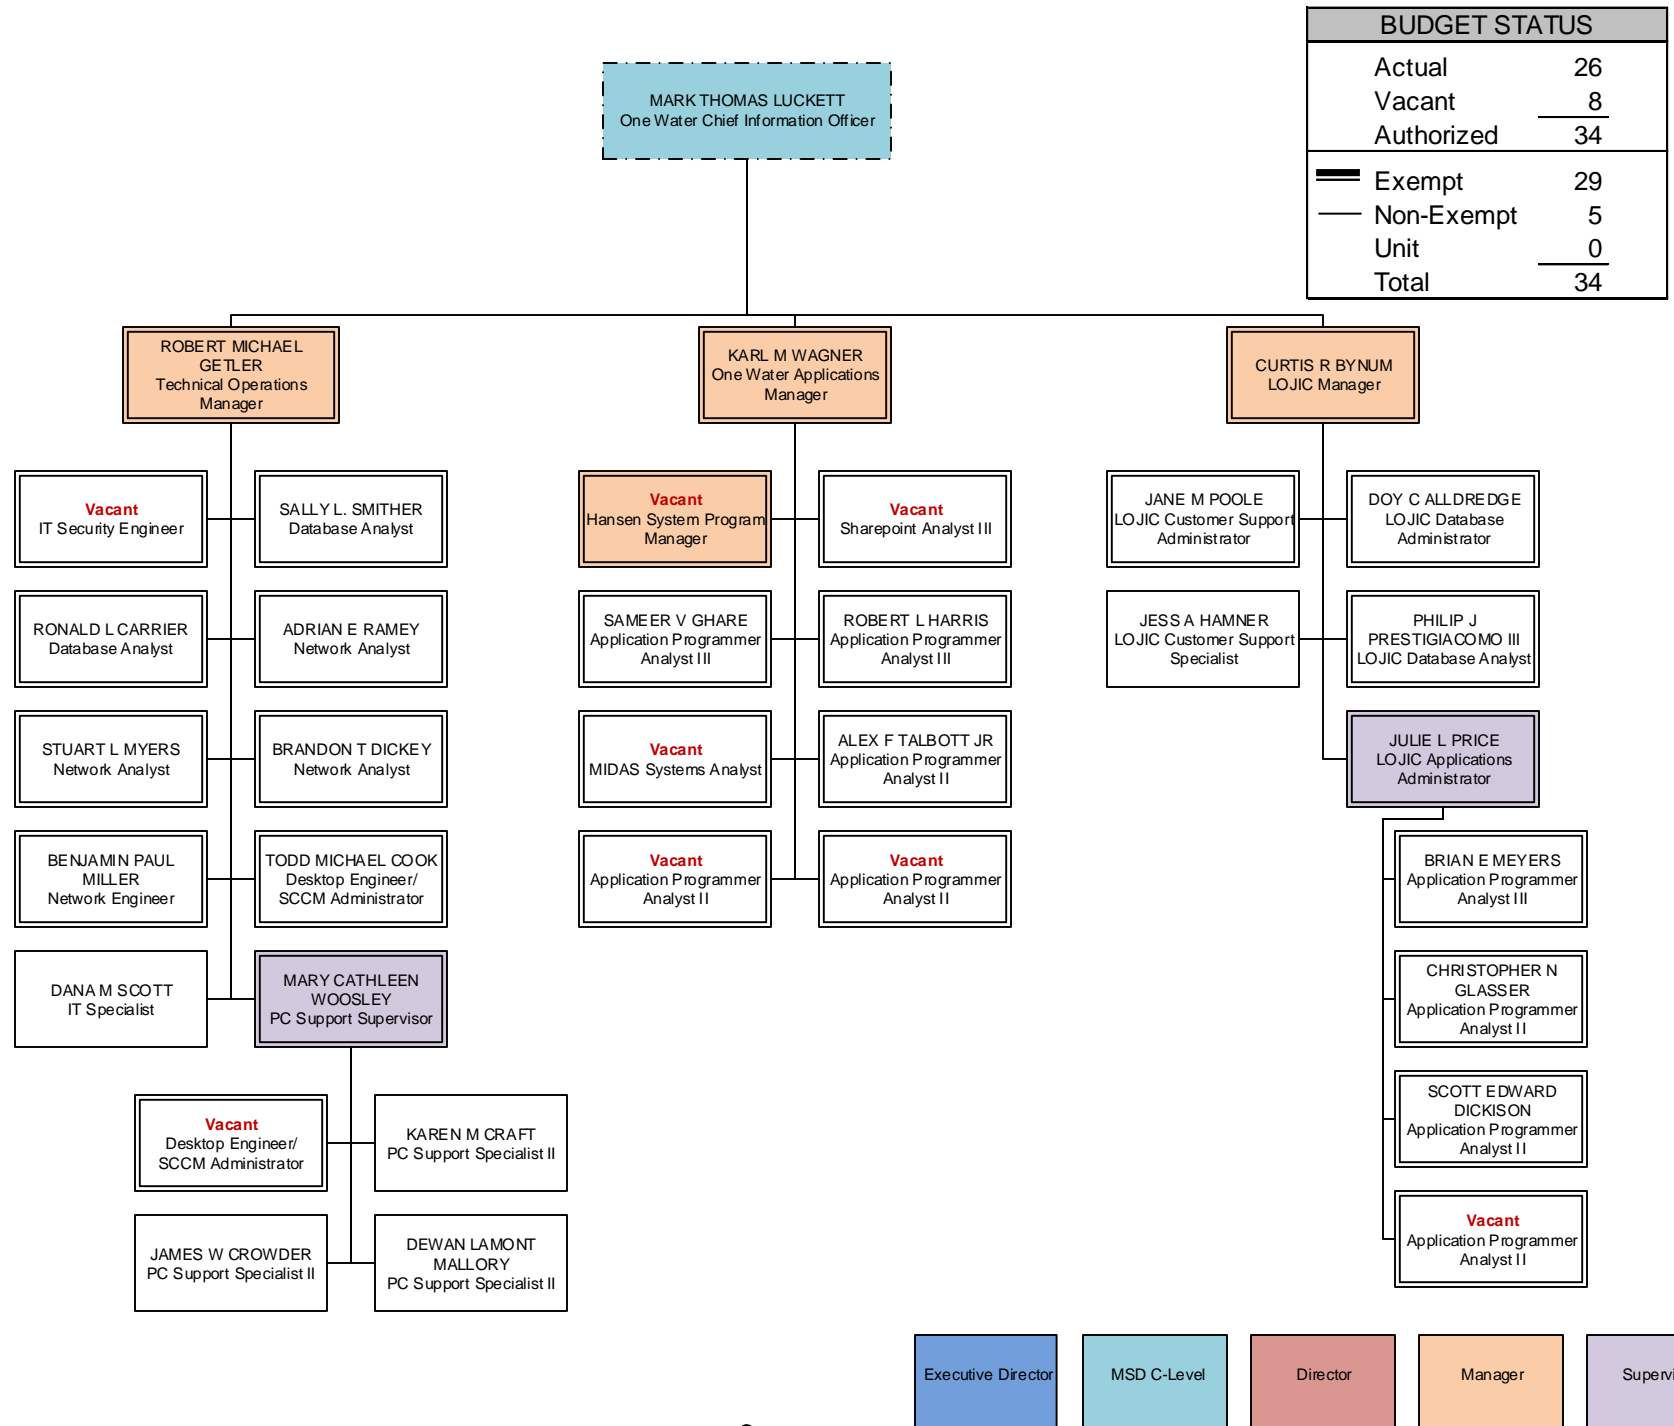 BUDGET STATUS
Actual 26
Vacant 8
Authorized 34
Exempt 29
Non-Exempt 5
Unit 0
Total 34
MARK THOMAS LUCKETT
One Water Chief Information Officer
ROBERT MICHAEL
GETLER
Technical Operations
Manager
KARL M WAGNER
One Water Applications
Manager
CURTIS R BYNUM
LOJIC Manager
Vacant
IT Security Engineer
SALLY L. SMITHER
Database Analyst
RONALD L CARRIER
Database Analyst
ADRIAN E RAMEY
Network Analyst
STUART L MYERS
Network Analyst
BRANDON T DICKEY
Network Analyst
BENJAMIN PAUL
MILLER
Network Engineer
TODD MICHAEL COOK
Desktop Engineer/
SCCM Administrator
DANA M SCOTT
IT Specialist
MARY CATHLEEN
WOOSLEY
PC Support Supervisor
Vacant
Desktop Engineer/
SCCM Administrator
KAREN M CRAFT
PC Support Specialist II
JAMES W CROWDER
PC Support Specialist II
DEWAN LAMONT
MALLORY
PC Support Specialist II
Vacant
Hansen System Program
Manager
Vacant
Sharepoint Analyst III
SAMEER V GHARE
Application Programmer
Analyst III
ROBERT L HARRIS
Application Programmer
Analyst III
Vacant
MIDAS Systems Analyst
ALEX F TALBOTT JR
Application Programmer
Analyst II
Vacant
Application Programmer
Analyst II
Vacant
Application Programmer
Analyst II
JANE M POOLE
LOJIC Customer Support
Administrator
DOY C ALLDREDGE
LOJIC Database
Administrator
JESS A HAMNER
LOJIC Customer Support
Specialist
PHILIP J
PRESTIGIACOMO III
LOJIC Database Analyst
JULIE L PRICE
LOJIC Applications
Administrator
BRIAN E MEYERS
Application Programmer
Analyst III
CHRISTOPHER N
GLASSER
Application Programmer
Analyst II
SCOTT EDWARD
DICKISON
Application Programmer
Analyst II
Vacant
Application Programmer
Analyst II
Executive Director
MSD C-Level
Director
Manager